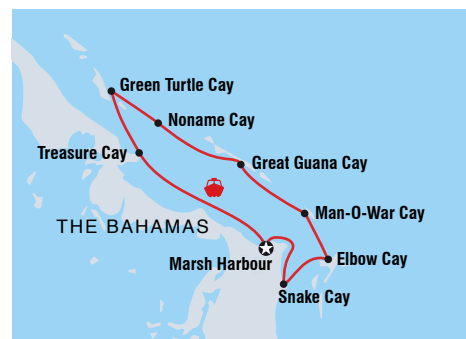 Green Turtle Cay
Noname Cay
Treasure Cay
Great Guana Cay
Man-O-War Cay
THE BAHAMAS
Marsh Harbour
Elbow Cay
Snake Cay